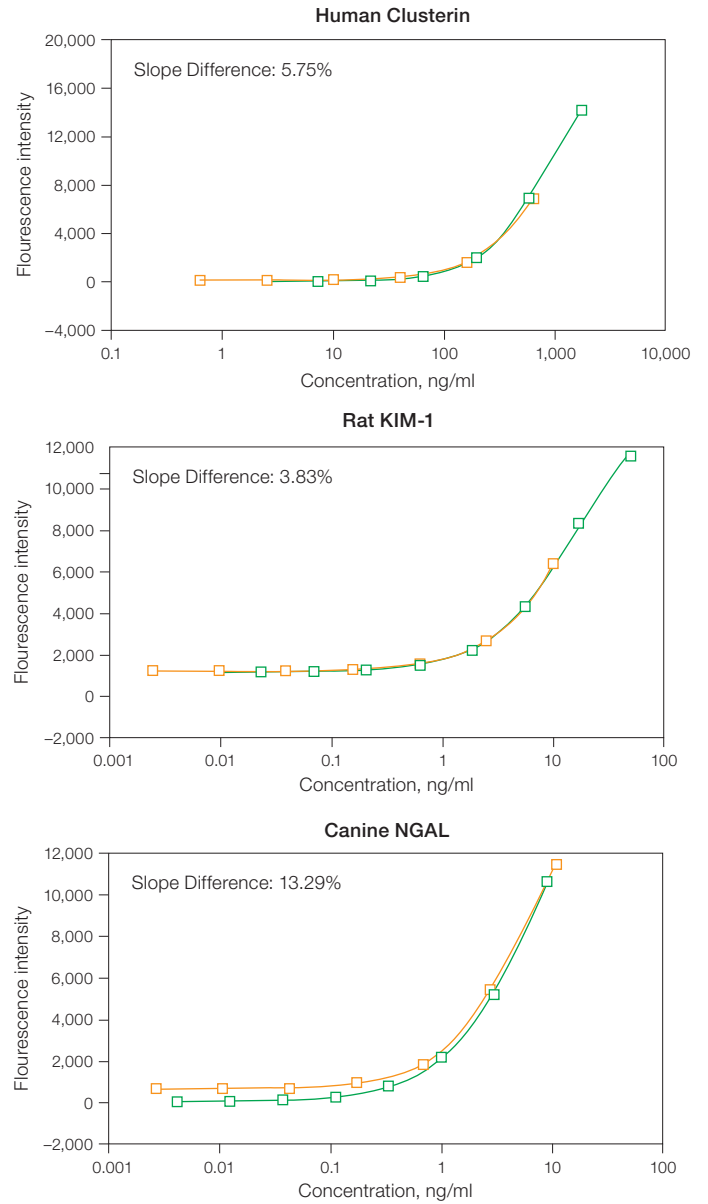 Human Clusterin
20,000
Slope Difference: 5.75%
16,000
12,000
8,000
4,000
0
−4,000
Flourescence intensity
0.1 1 10 100 1,000 10,000
Concentration, ng/ml
Rat KIM-1
12,000
Slope Difference: 3.83%
10,000
8,000
6,000
4,000
2,000
0
−2,000
Flourescence intensity
0.001 0.01 0.1 1 10 100
Concentration, ng/ml
Canine NGAL
12,000
Slope Difference: 13.29%
10,000
8,000
6,000
4,000
2,000
0
−2,000
Flourescence intensity
0.001 0.01 0.1 1 10 100
Concentration, ng/ml